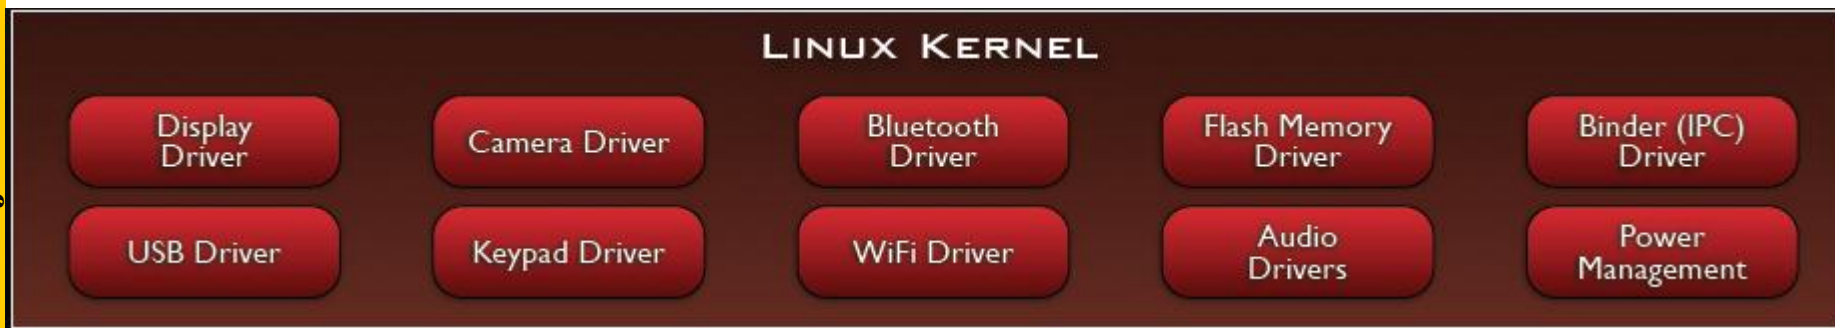 LINUX KERNEL
Display
Driver
Camera Driver
Bluetooth
Driver
Flash Memory
Driver
Binder (IPC)
Driver
USB Driver
Keypad Driver
WiFi Driver
Audio
Drivers
Power
Management